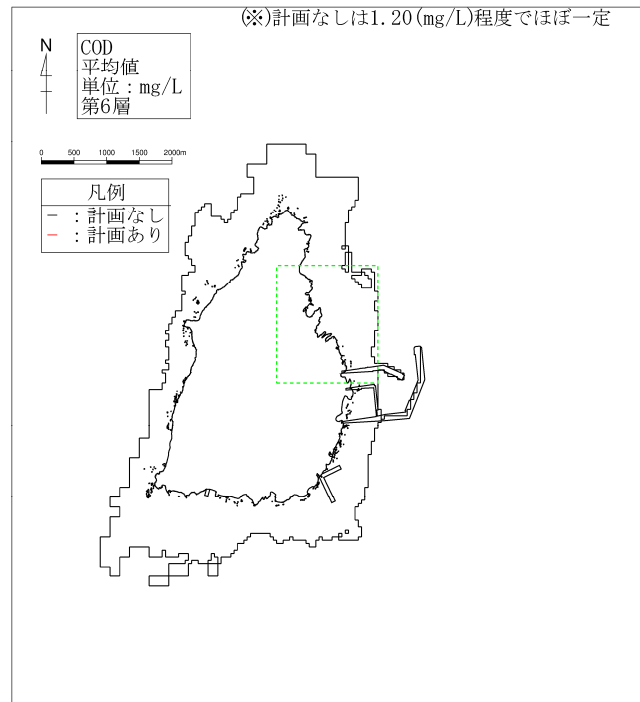 (※)計画なしは1.20(mg/L)程度でほぼ一定
N
COD
平均値
単位：mg/L
第6層
0 500 1000 1500 2000m
凡例
− ：計画なし
− ：計画あり